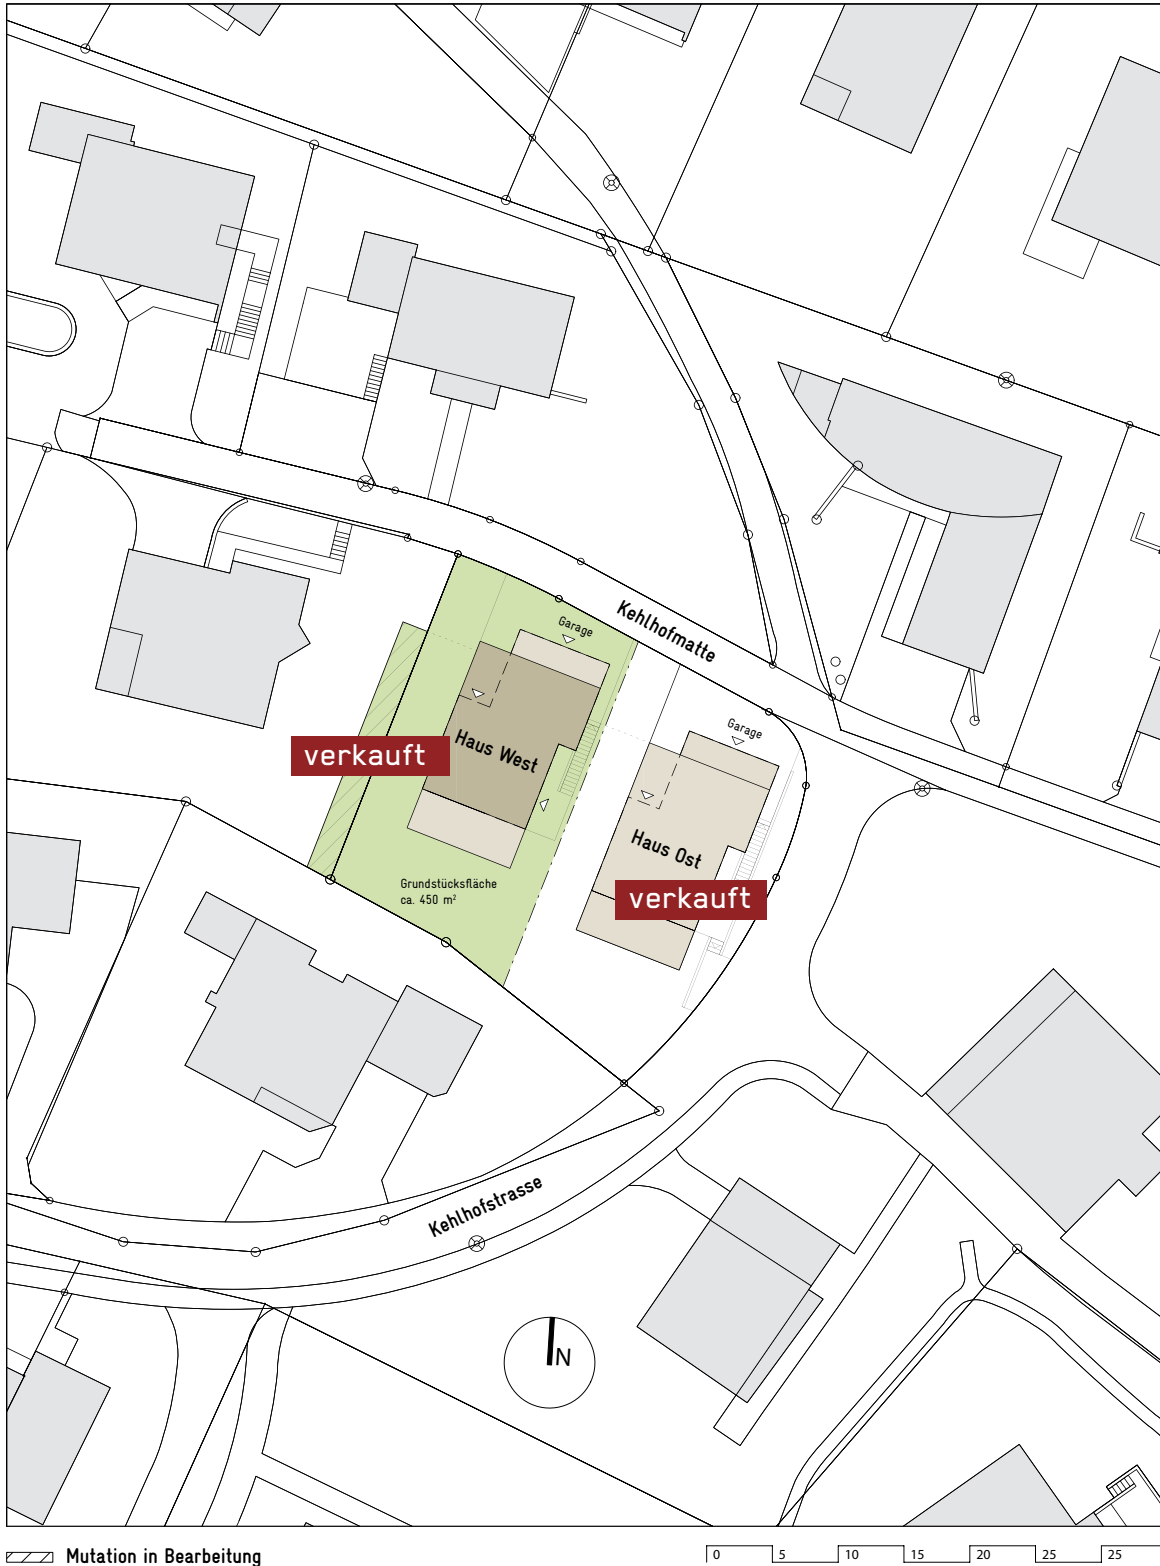 Kehlhofmatte
Garage
Garage
Haus West
verkauft
Haus Ost
verkauft
Grundstücksfläche
ca. 450 m²
Kehlhofstrasse
N
Mutation in Bearbeitung
0 5 10 15 20 25 25